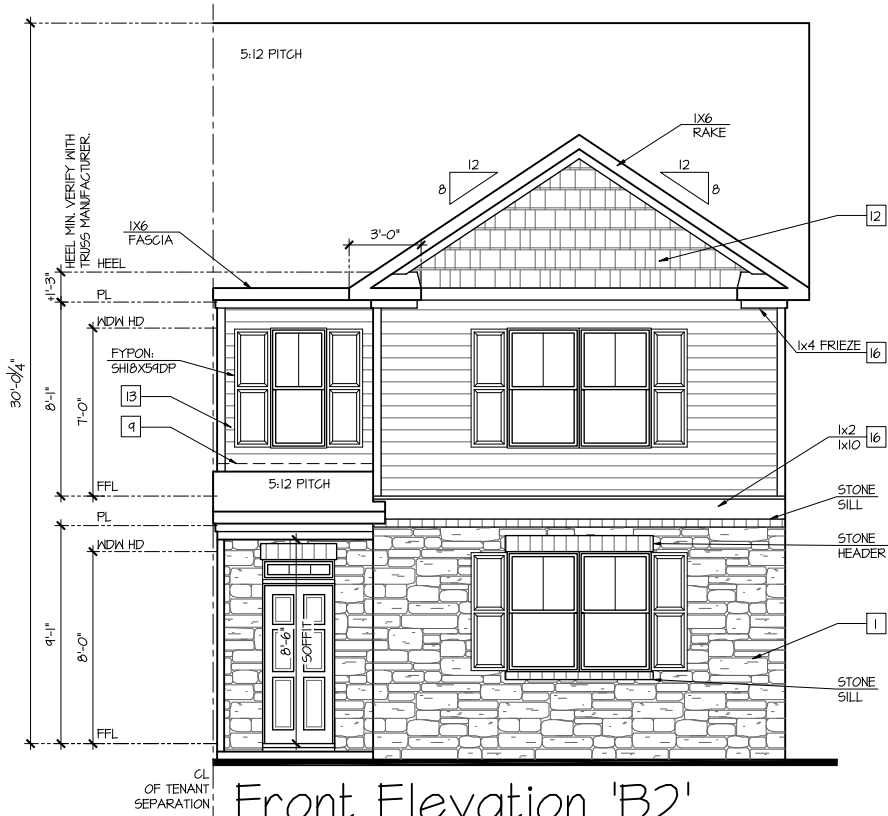 5:12 PITCH
HEEL MIN. VERIFY WITH
TRUSS MANUFACTURER.
1X6
RAKE
12
8
12
8
12
1X6
FASCIA
3'-0"
HEEL
+1'-3"
PL
WDW HD
1x4 FRIEZE 16
FYPON:
SH18X59DP
30'-0¼"
8'-1"
7'-0"
13
9
1x2
1x10
16
5:12 PITCH
FFL
STONE
SILL
PL
STONE
HEADER
WDW HD
9'-1"
8'-0"
8'-6"
SOFFIT
1
STONE
SILL
FFL
CL
OF TENANT
SEPARATION
Front Elevation 'B2'